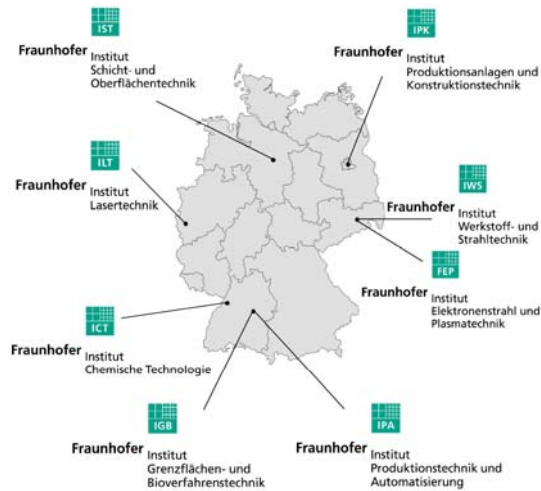 IST
Fraunhofer Institut
Schicht- und
Oberflächentechnik
IPK
Fraunhofer Institut
Produktionsanlagen und
Konstruktionstechnik
ILT
Fraunhofer Institut
Lasertechnik
IWS
Fraunhofer Institut
Werkstoff- und
Strahltechnik
FEP
Fraunhofer Institut
Elektronenstrahl und
Plasmatechnik
ICT
Fraunhofer Institut
Chemische Technologie
IGB
Fraunhofer Institut
Grenzflächen- und
Bioverfahrenstechnik
IPA
Fraunhofer Institut
Produktionstechnik und
Automatisierung